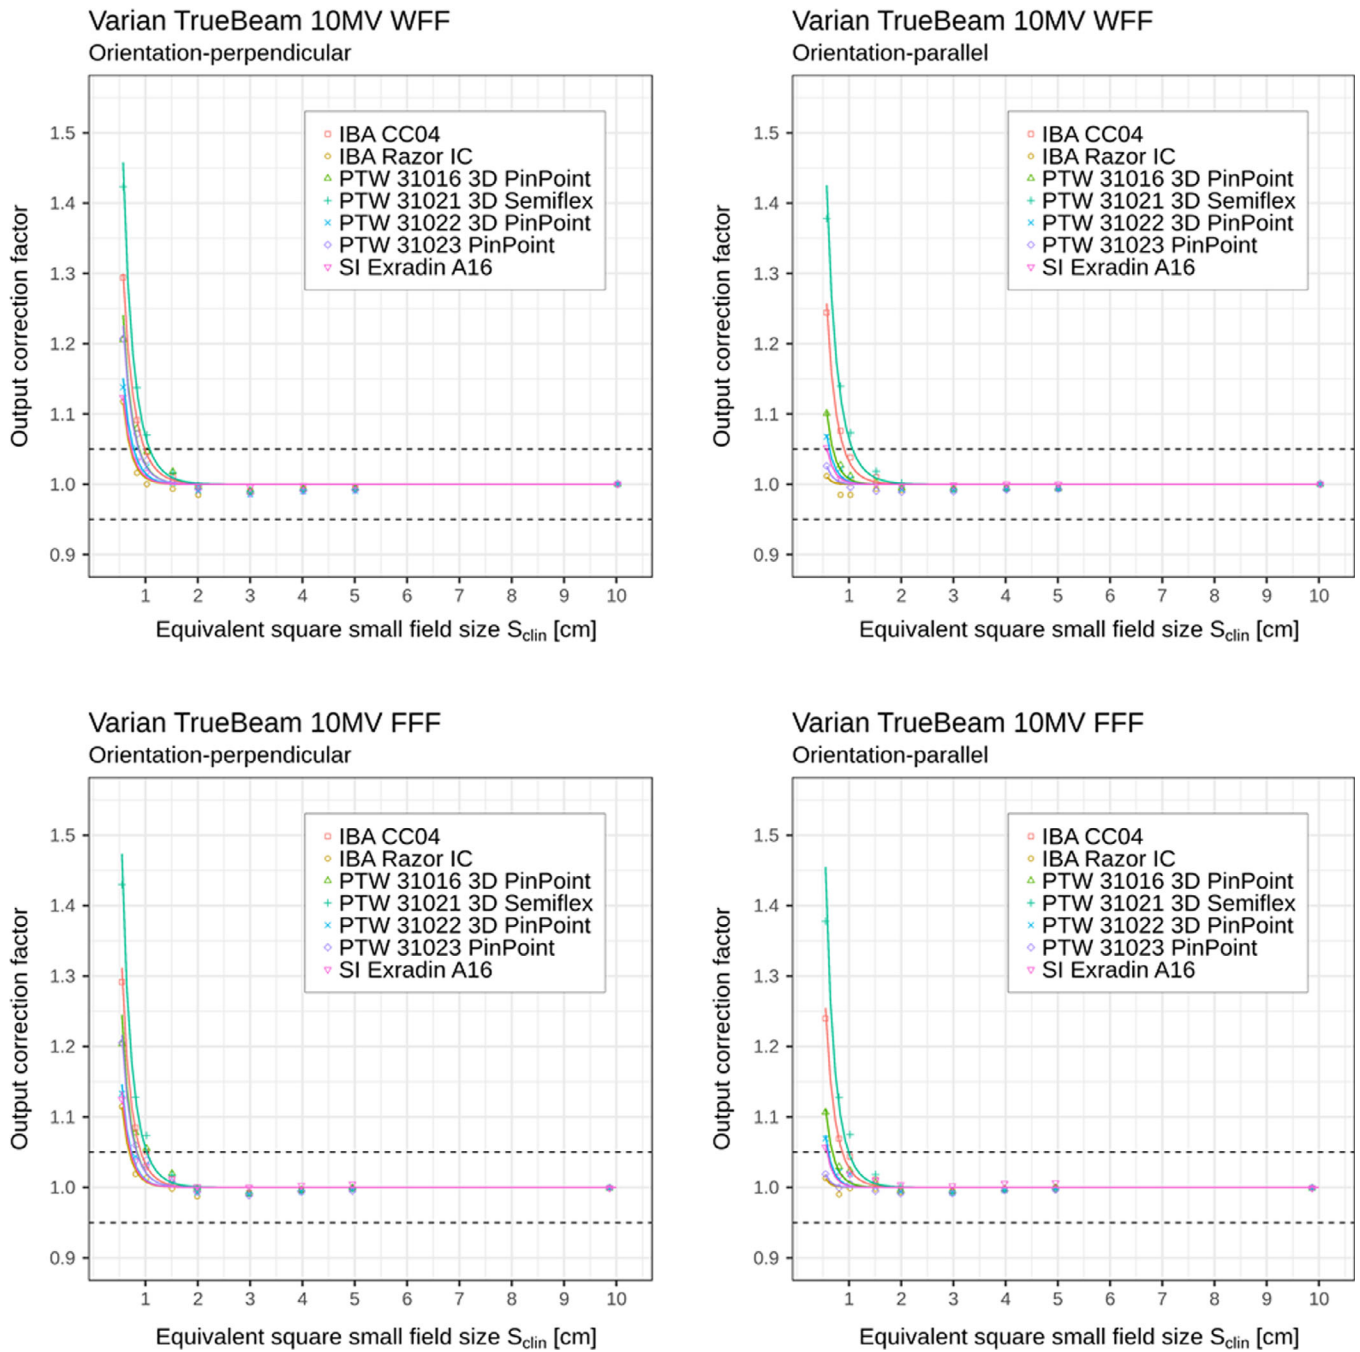 Varian TrueBeam 10MV WFF
Orientation-perpendicular
Output correction factor
1.5
1.4
1.3
1.2
1.1
1.0
0.9
IBA CC04
IBA Razor IC
PTW 31016 3D PinPoint
PTW 31021 3D Semiflex
PTW 31022 3D PinPoint
PTW 31023 PinPoint
SI Exradin A16
1 2 3 4 5 6 7 8 9 10
Equivalent square small field size Sclin [cm]
Varian TrueBeam 10MV WFF
Orientation-parallel
Output correction factor
1.5
1.4
1.3
1.2
1.1
1.0
0.9
IBA CC04
IBA Razor IC
PTW 31016 3D PinPoint
PTW 31021 3D Semiflex
PTW 31022 3D PinPoint
PTW 31023 PinPoint
SI Exradin A16
1 2 3 4 5 6 7 8 9 10
Equivalent square small field size Sclin [cm]
Varian TrueBeam 10MV FFF
Orientation-perpendicular
Output correction factor
1.5
1.4
1.3
1.2
1.1
1.0
0.9
IBA CC04
IBA Razor IC
PTW 31016 3D PinPoint
PTW 31021 3D Semiflex
PTW 31022 3D PinPoint
PTW 31023 PinPoint
SI Exradin A16
1 2 3 4 5 6 7 8 9 10
Equivalent square small field size Sclin [cm]
Varian TrueBeam 10MV FFF
Orientation-parallel
Output correction factor
1.5
1.4
1.3
1.2
1.1
1.0
0.9
IBA CC04
IBA Razor IC
PTW 31016 3D PinPoint
PTW 31021 3D Semiflex
PTW 31022 3D PinPoint
PTW 31023 PinPoint
SI Exradin A16
1 2 3 4 5 6 7 8 9 10
Equivalent square small field size Sclin [cm]